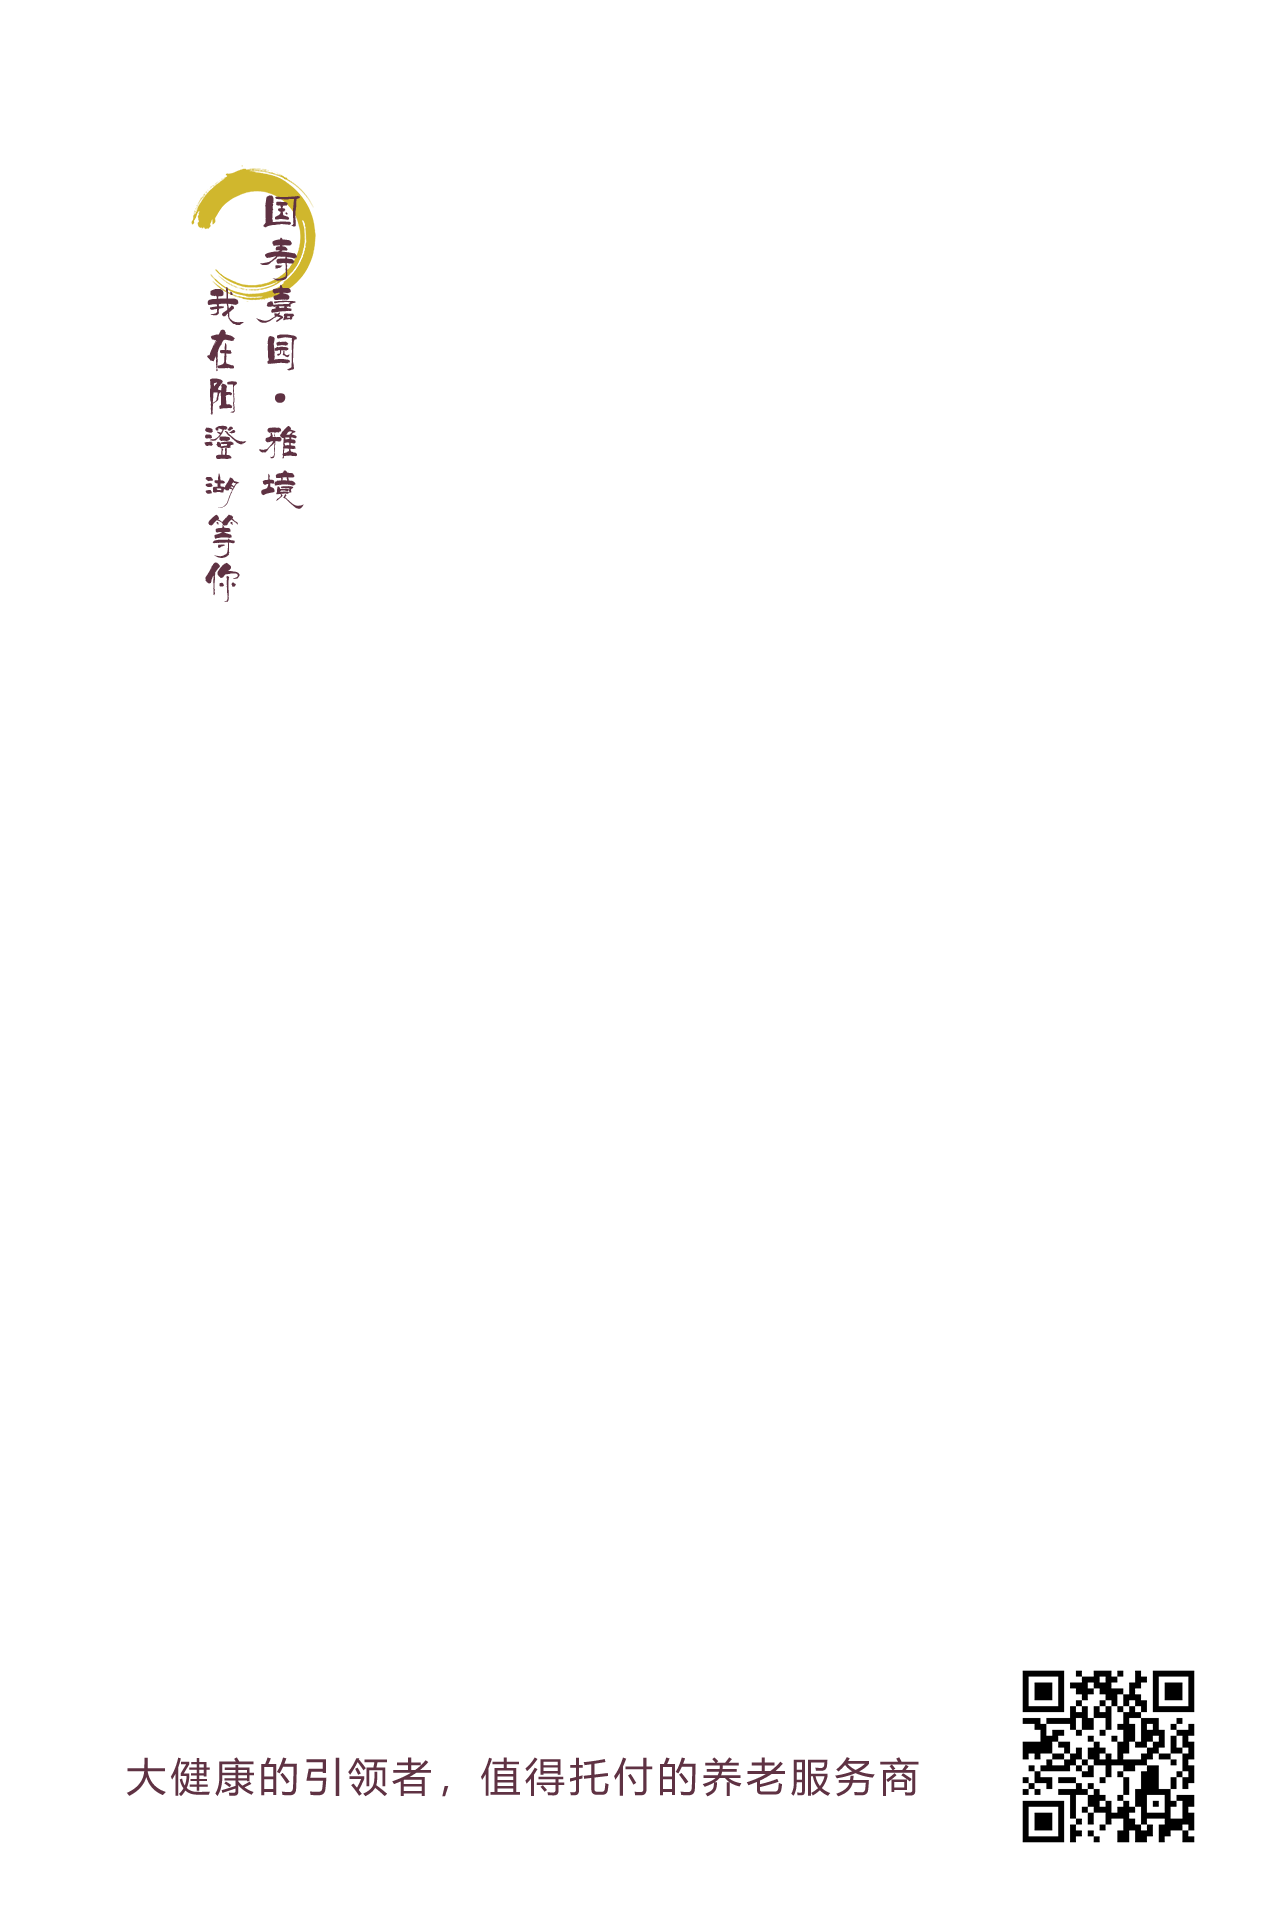 国寿嘉园·雅境
我在阳澄湖等你
大健康的引领者，值得托付的养老服务商